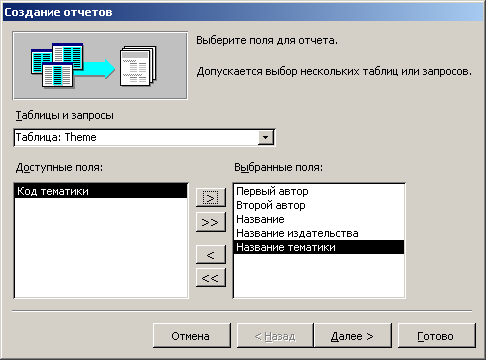 Создание отчетов
Выберите поля для отчета.
Допускается выбор нескольких таблиц или запросов.
Таблицы и запросы
Таблица: Theme
Доступные поля:
Выбранные поля:
Код тематики
>
>>
<
<<
Первый автор
Второй автор
Название
Название издательства
Название тематики
Отмена
< Назад
Далее >
Готово